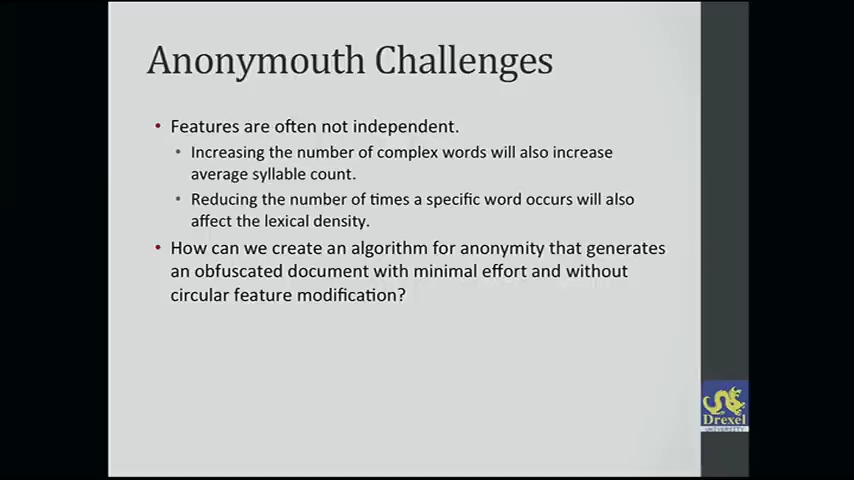 Anonymouth Challenges
• Features are often not independent.
• Increasing the number of complex words will also increase
average syllable count.
• Reducing the number of times a specific word occurs will also
affect the lexical density.
• How can we create an algorithm for anonymity that generates
an obfuscated document with minimal effort and without
circular feature modification?
Drexel
UNIVERSITY